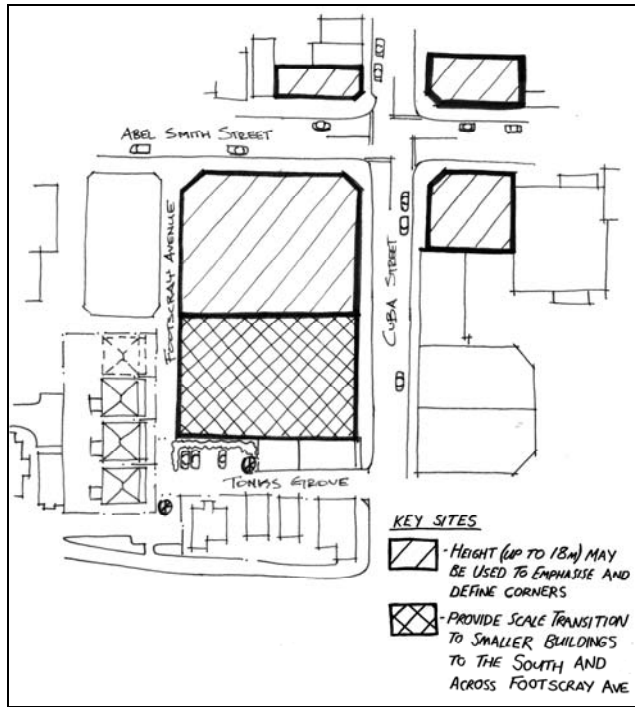 ABEL SMITH STREET
FOOTSCRAY AVENUE
CUBA STREET
TONKS GROVE
KEY SITES
- HEIGHT (UP TO 18M) MAY
BE USED TO EMPHASISE AND
DEFINE CORNERS
- PROVIDE SCALE TRANSITION
TO SMALLER BUILDINGS
TO THE SOUTH AND
ACROSS FOOTSCRAY AVE